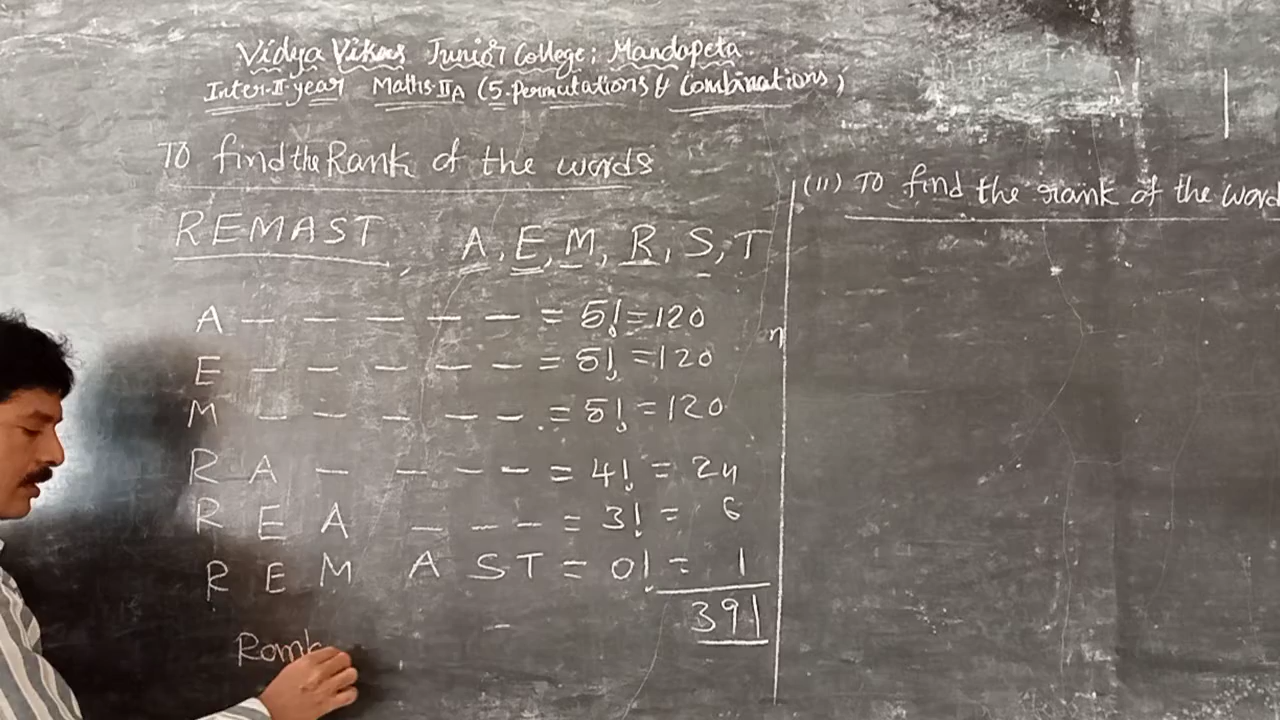 Vidya Vikas Junior College; Mandapeta.
Inter-II-year Maths-IIA (5. Permutations & Combinations)
TO find the Rank of the words
REMAST, A, E, M, R, S, T
A — — — — — = 5! = 120
E — — — — — = 5! = 120
M — — — — — = 5! = 120
R A — — — — = 4! = 24
R E A — — — = 3! = 6
R E M A S T = 0! = 1
391
Rank
(II) TO find the rank of the word
n